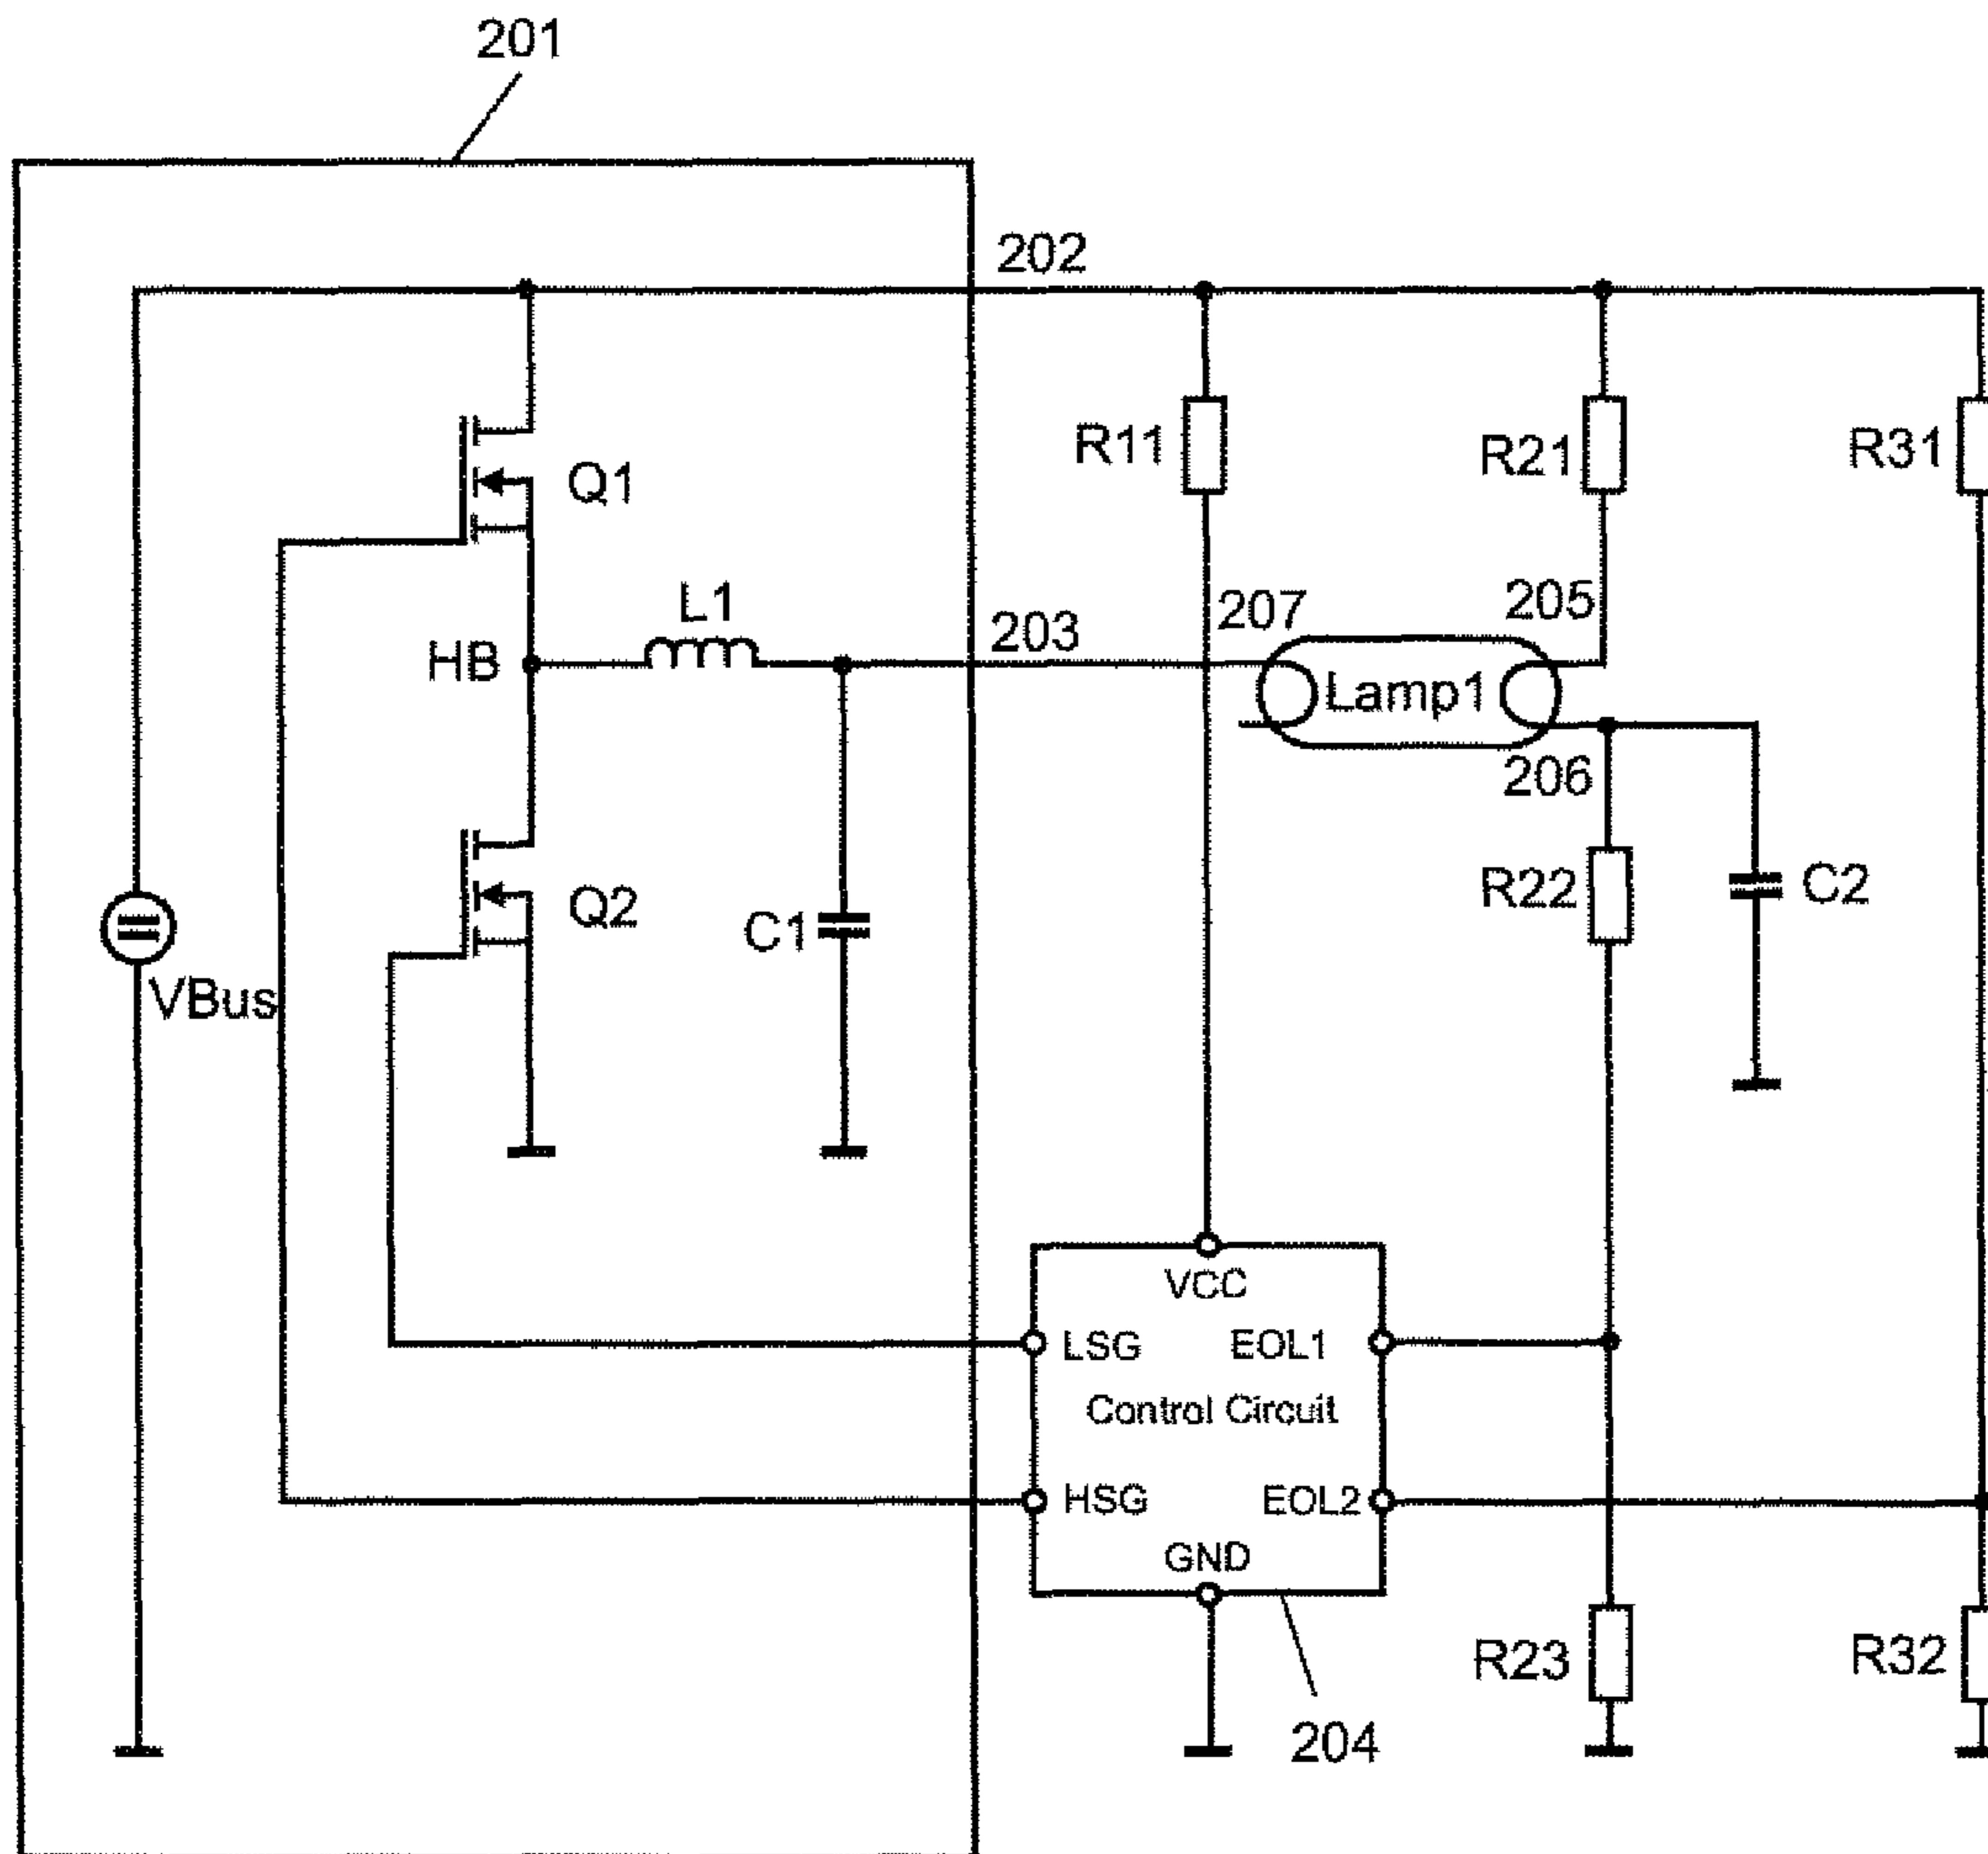 201
202
R11
R21
R31
Q1
L1
203
207
205
HB
Lamp1
206
Q2
C1
R22
C2
VBus
VCC
LSG
EOL1
Control Circuit
HSG
EOL2
GND
R23
R32
204